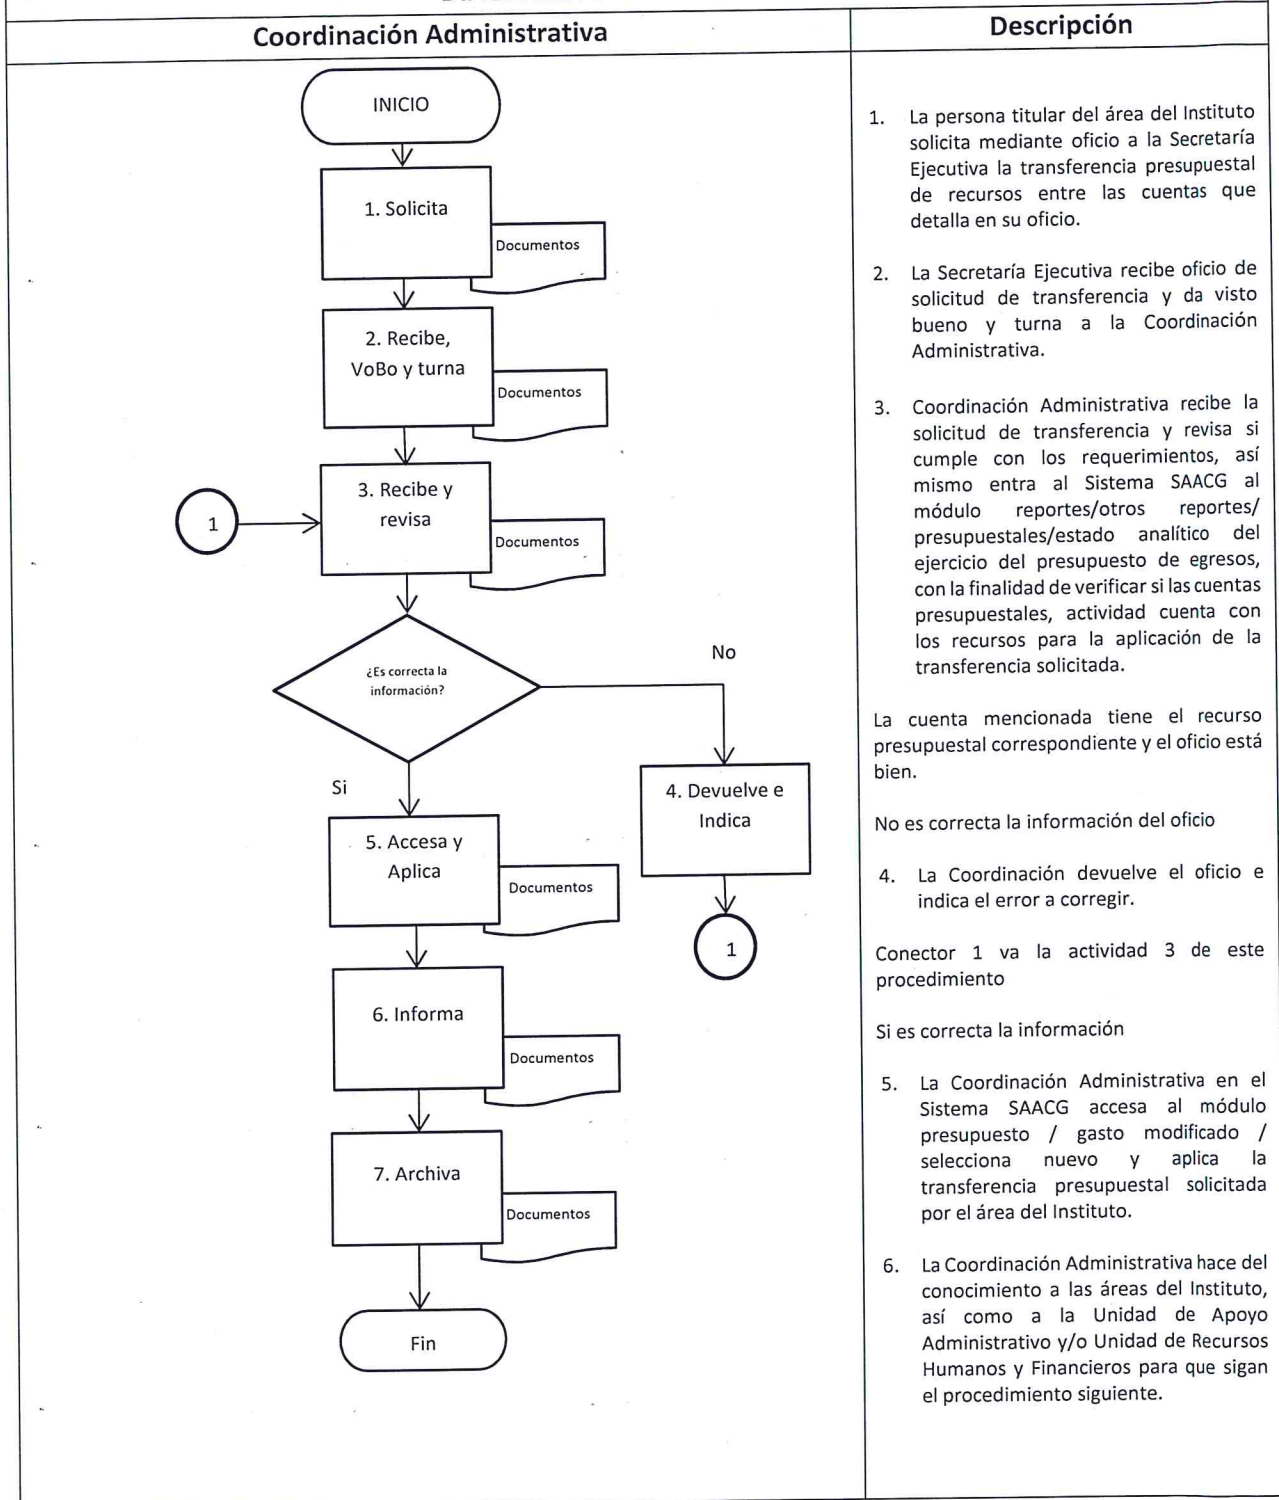 Coordinación Administrativa
Descripción
INICIO
1. Solicita
Documentos
2. Recibe,
VoBo y turna
Documentos
3. Recibe y
revisa
Documentos
1
¿Es correcta la
información?
No
Si
4. Devuelve e
Indica
1
5. Accesa y
Aplica
Documentos
6. Informa
Documentos
7. Archiva
Documentos
Fin
1. La persona titular del área del Instituto
solicita mediante oficio a la Secretaría
Ejecutiva la transferencia presupuestal
de recursos entre las cuentas que
detalla en su oficio.
2. La Secretaría Ejecutiva recibe oficio de
solicitud de transferencia y da visto
bueno y turna a la Coordinación
Administrativa.
3. Coordinación Administrativa recibe la
solicitud de transferencia y revisa si
cumple con los requerimientos, así
mismo entra al Sistema SAACG al
módulo reportes/otros reportes/
presupuestales/estado analítico del
ejercicio del presupuesto de egresos,
con la finalidad de verificar si las cuentas
presupuestales, actividad cuenta con
los recursos para la aplicación de la
transferencia solicitada.
La cuenta mencionada tiene el recurso
presupuestal correspondiente y el oficio está
bien.
No es correcta la información del oficio
4. La Coordinación devuelve el oficio e
indica el error a corregir.
Conector 1 va la actividad 3 de este
procedimiento
Si es correcta la información
5. La Coordinación Administrativa en el
Sistema SAACG accesa al módulo
presupuesto / gasto modificado /
selecciona nuevo y aplica la
transferencia presupuestal solicitada
por el área del Instituto.
6. La Coordinación Administrativa hace del
conocimiento a las áreas del Instituto,
así como a la Unidad de Apoyo
Administrativo y/o Unidad de Recursos
Humanos y Financieros para que sigan
el procedimiento siguiente.